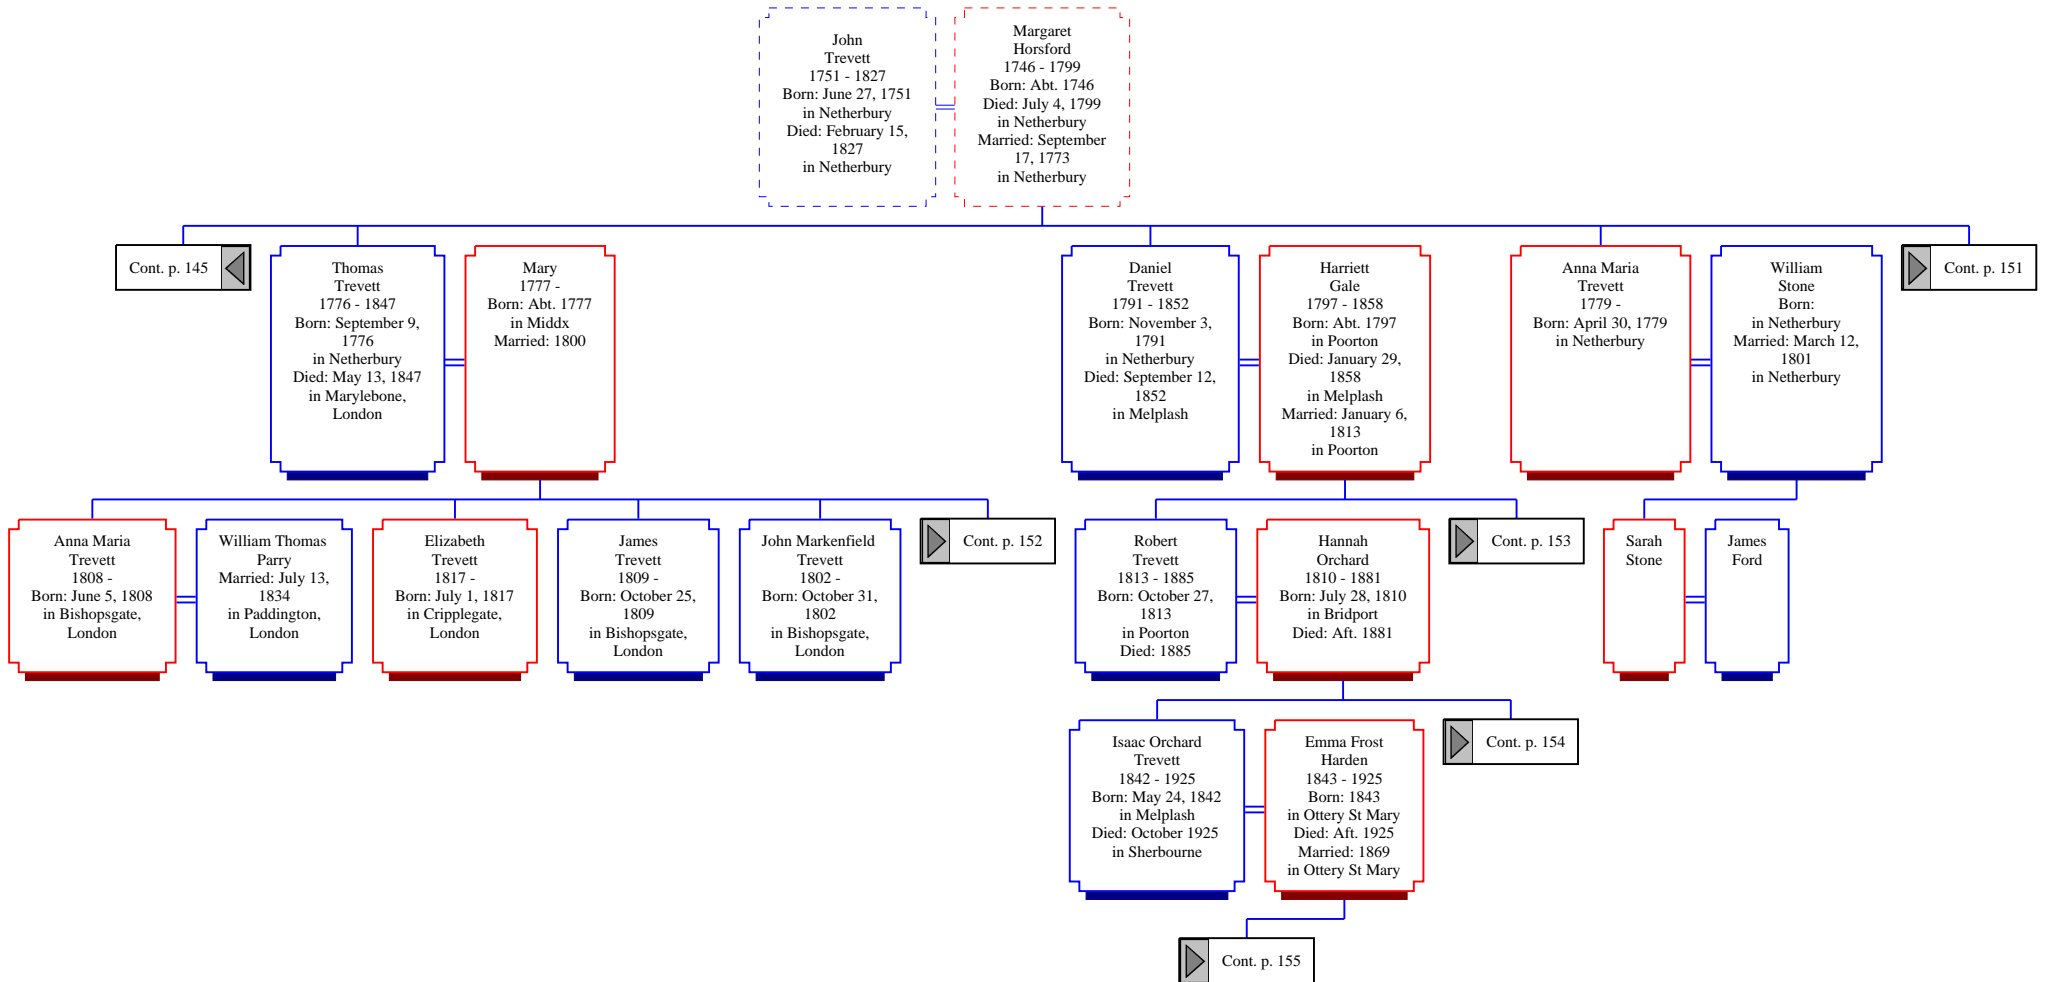 John
Trevett
1751 - 1827
Born: June 27, 1751
in Netherbury
Died: February 15,
1827
in Netherbury
Margaret
Horsford
1746 - 1799
Born: Abt. 1746
Died: July 4, 1799
in Netherbury
Married: September
17, 1773
in Netherbury
Cont. p. 145
Thomas
Trevett
1776 - 1847
Born: September 9,
1776
in Netherbury
Died: May 13, 1847
in Marylebone,
London
Mary
1777 -
Born: Abt. 1777
in Middx
Married: 1800
Daniel
Trevett
1791 - 1852
Born: November 3,
1791
in Netherbury
Died: September 12,
1852
in Melplash
Harriett
Gale
1797 - 1858
Born: Abt. 1797
in Poorton
Died: January 29,
1858
in Melplash
Married: January 6,
1813
in Poorton
Anna Maria
Trevett
1779 -
Born: April 30, 1779
in Netherbury
William
Stone
Born:
in Netherbury
Married: March 12,
1801
in Netherbury
Cont. p. 151
Anna Maria
Trevett
1808 -
Born: June 5, 1808
in Bishopsgate,
London
William Thomas
Parry
Married: July 13,
1834
in Paddington,
London
Elizabeth
Trevett
1817 -
Born: July 1, 1817
in Cripplegate,
London
James
Trevett
1809 -
Born: October 25,
1809
in Bishopsgate,
London
John Markenfield
Trevett
1802 -
Born: October 31,
1802
in Bishopsgate,
London
Cont. p. 152
Robert
Trevett
1813 - 1885
Born: October 27,
1813
in Poorton
Died: 1885
Hannah
Orchard
1810 - 1881
Born: July 28, 1810
in Bridport
Died: Aft. 1881
Cont. p. 153
Sarah
Stone
James
Ford
Isaac Orchard
Trevett
1842 - 1925
Born: May 24, 1842
in Melplash
Died: October 1925
in Sherbourne
Emma Frost
Harden
1843 - 1925
Born: 1843
in Ottery St Mary
Died: Aft. 1925
Married: 1869
in Ottery St Mary
Cont. p. 154
Cont. p. 155